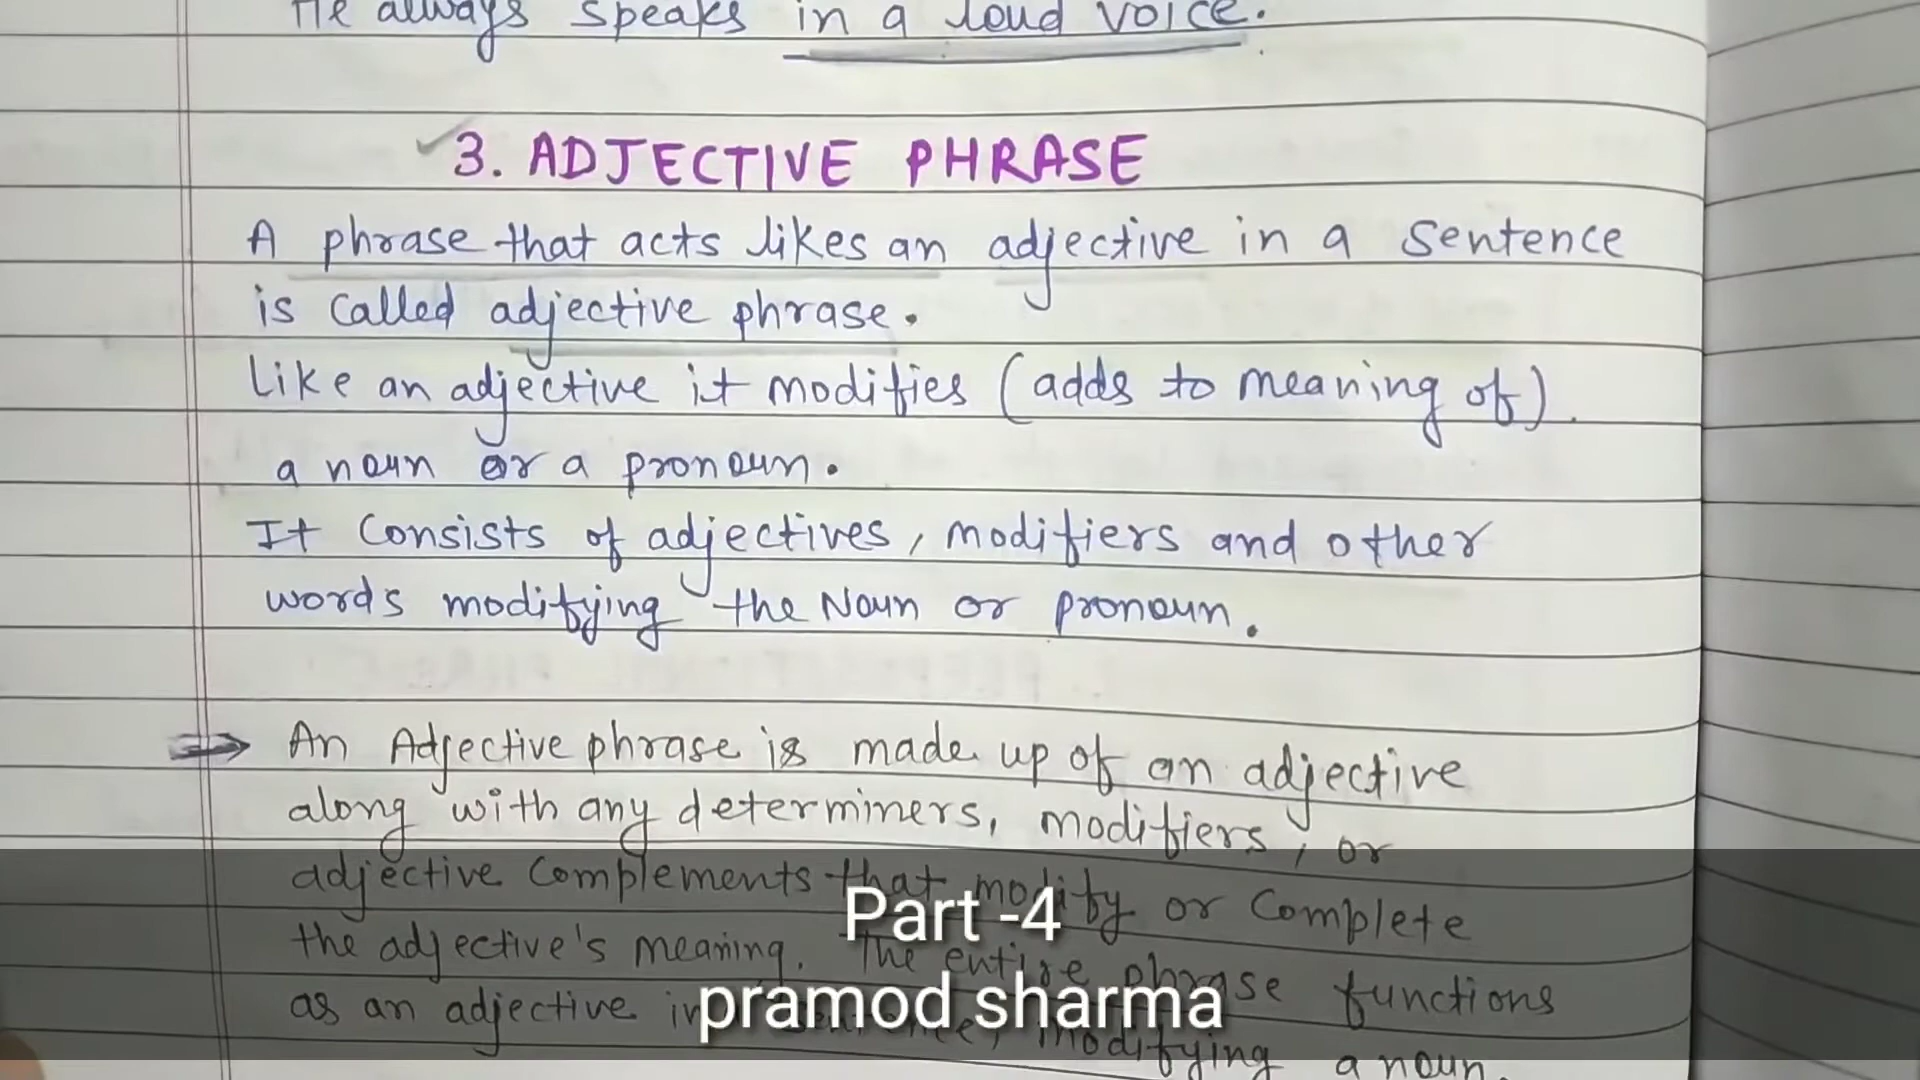 He always speaks in a loud voice.
3. ADJECTIVE PHRASE
A phrase that acts likes an adjective in a sentence
is called adjective phrase.
Like an adjective it modifies (adds to meaning of)
a noun or a pronoun.
It consists of adjectives, modifiers and other
words modifying the Noun or pronoun.
An Adjective phrase is made up of an adjective
along with any determiners, modifiers, or
adjective complements that modify or complete
the adjective's meaning. The entire phrase functions
as an adjective in sentence, modifying a noun.
Part -4
pramod sharma